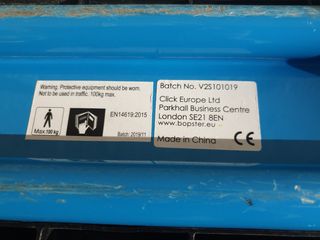 Warning. Protective equipment should be worn.
Not to be used in traffic. 100kg max.
EN14619:2015
Max.100 kg
Batch: 2019/11
Batch No. V2S101019
Click Europe Ltd
Parkhall Business Centre
London SE21 8EN
www.bopster.eu
Made in China
CE